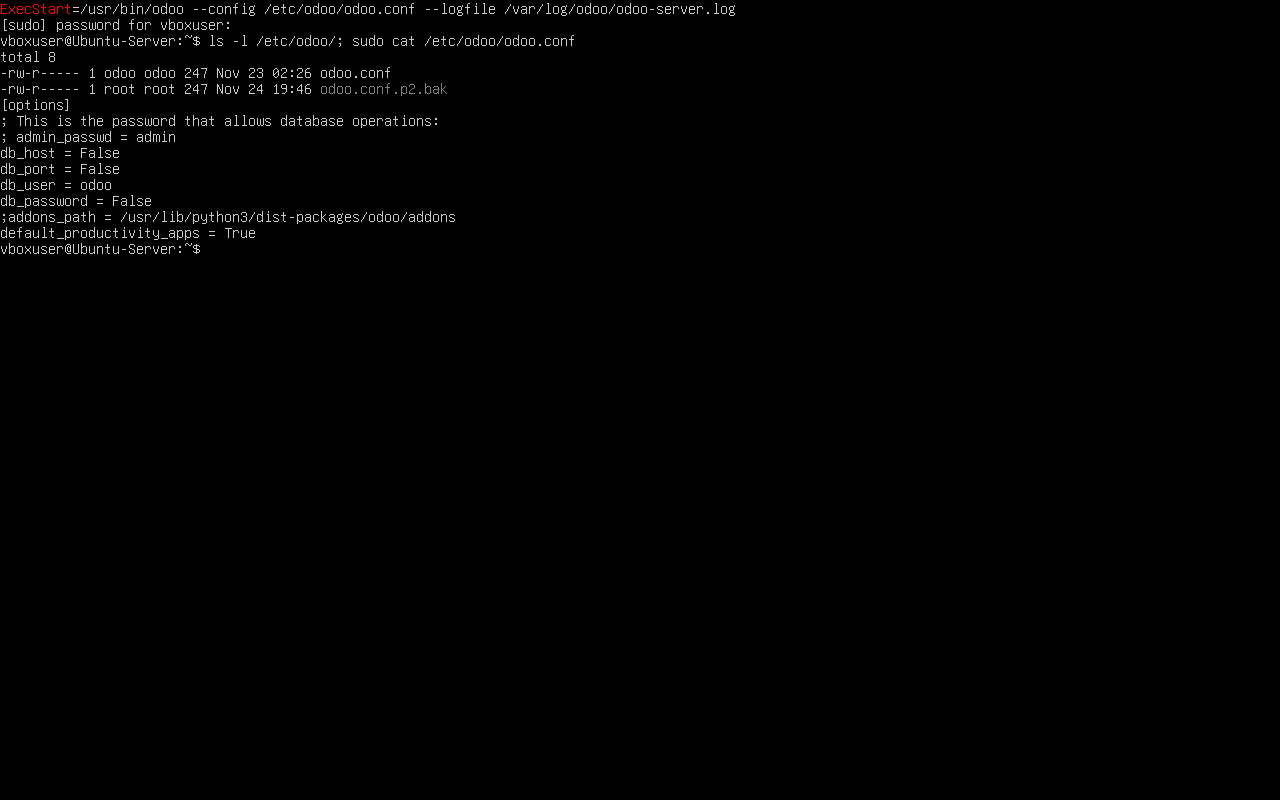 ExecStart=/usr/bin/odoo --config /etc/odoo/odoo.conf --logfile /var/log/odoo/odoo-server.log
[sudo] password for vboxuser:
vboxuser@Ubuntu-Server:~$ ls -l /etc/odoo/; sudo cat /etc/odoo/odoo.conf
total 8
-rw-r----- 1 odoo odoo 247 Nov 23 02:26 odoo.conf
-rw-r----- 1 root root 247 Nov 24 19:46 odoo.conf.p2.bak
[options]
; This is the password that allows database operations:
; admin_passwd = admin
db_host = False
db_port = False
db_user = odoo
db_password = False
;addons_path = /usr/lib/python3/dist-packages/odoo/addons
default_productivity_apps = True
vboxuser@Ubuntu-Server:~$